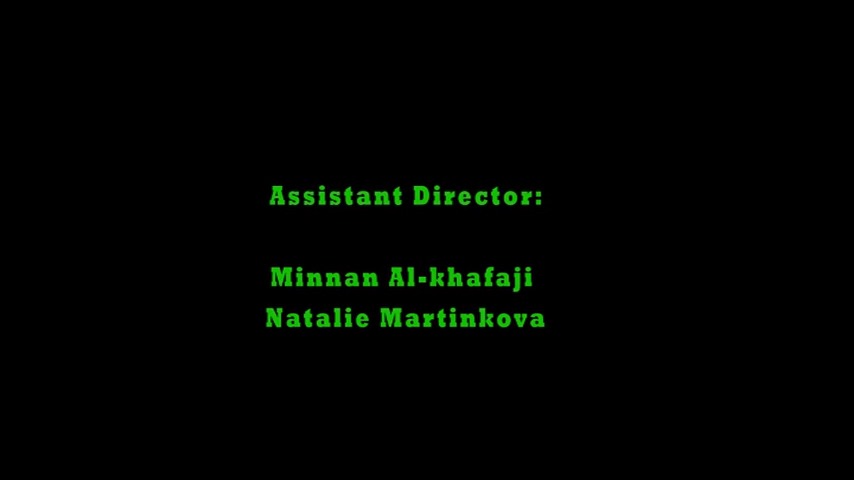 Assistant Director:
Minnan Al-khafaji
Natalie Martinkova